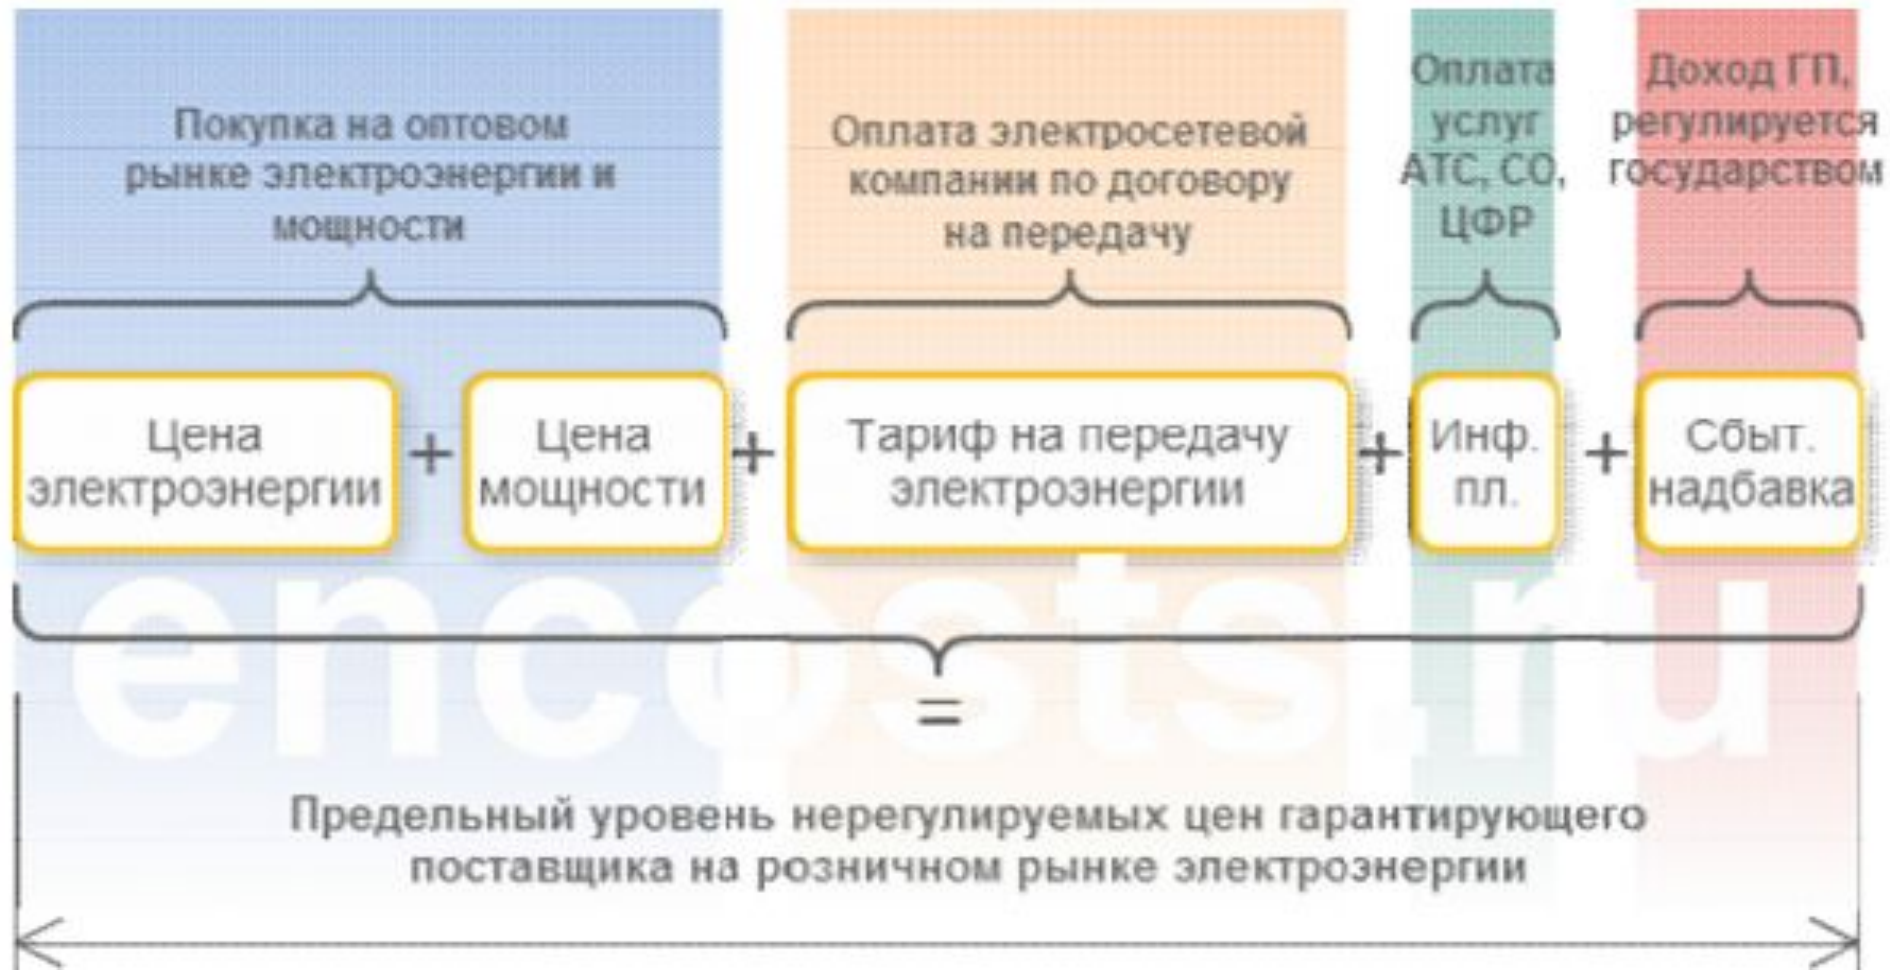 Покупка на оптовом
рынке электроэнергии и
мощности
Оплата электросетевой
компании по договору
на передачу
Оплата
услуг
АТС, СО,
ЦФР
Доход ГП,
регулируется
государством
Цена
электроэнергии
+
Цена
мощности
+
Тариф на передачу
электроэнергии
+
Инф.
пл.
+
Сбыт.
надбавка
encosts.ru
=
Предельный уровень нерегулируемых цен гарантирующего
поставщика на розничном рынке электроэнергии